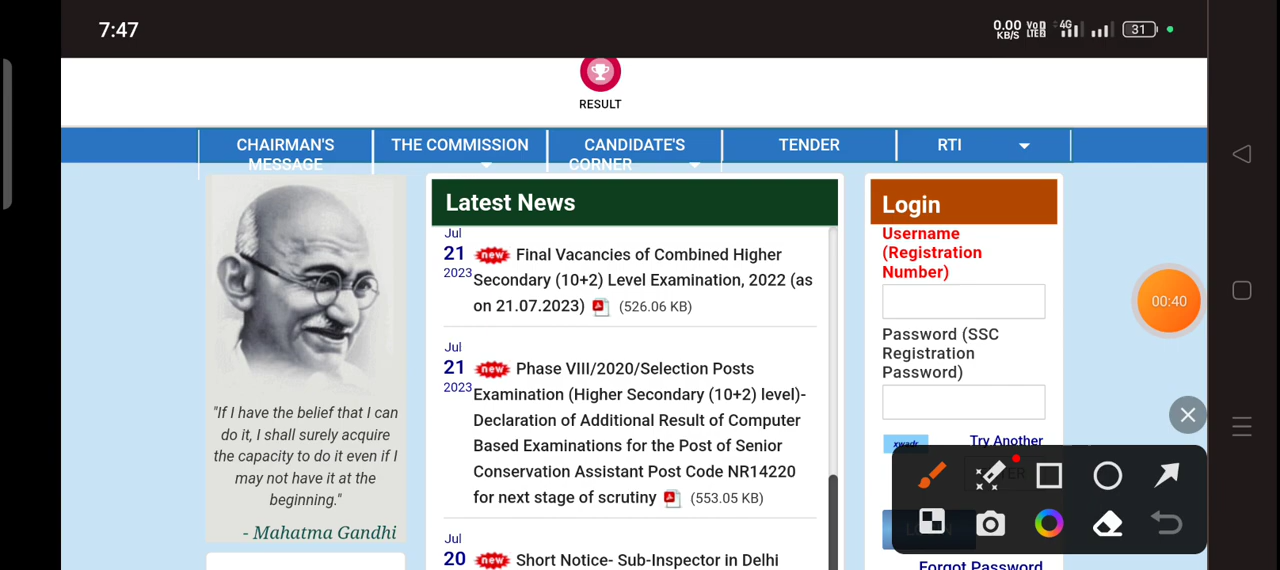 7:47
0.00
KB/S
Vo
LTE
4G
31
RESULT
CHAIRMAN'S
MESSAGE
THE COMMISSION
CANDIDATE'S
CORNER
TENDER
RTI
"If I have the belief that I can
do it, I shall surely acquire
the capacity to do it even if I
may not have it at the
beginning."
- Mahatma Gandhi
Latest News
Jul
21
2023
new Final Vacancies of Combined Higher
Secondary (10+2) Level Examination, 2022 (as
on 21.07.2023) (526.06 KB)
Jul
21
2023
new Phase VIII/2020/Selection Posts
Examination (Higher Secondary (10+2) level)-
Declaration of Additional Result of Computer
Based Examinations for the Post of Senior
Conservation Assistant Post Code NR14220
for next stage of scrutiny (553.05 KB)
Jul
20
new Short Notice- Sub-Inspector in Delhi
Login
Username
(Registration
Number)
Password (SSC
Registration
Password)
Try Another
Forgot Password
00:40